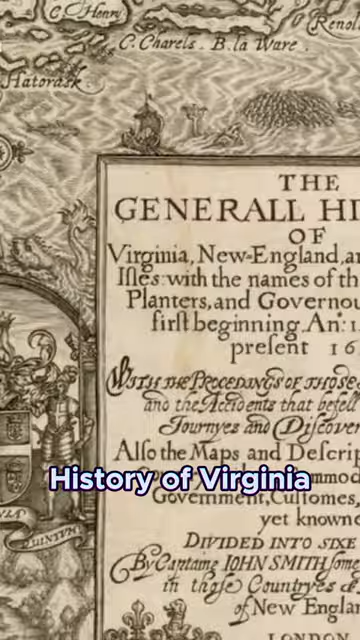 C. Henry
C. Charels. B. la Ware.
Hatorask.
THE
GENERALL HI
OF
Virginia, New-England, an
Isles: with the names of th
Planters, and Governou
first beginning. An:
present 16
WITH THE PROCEDINGS OF THOSE
and the Accidents that befell
Journyes and Discover
Also the Maps and Descrip
History of Virginia
Government, Customes,
yet knowne
DIVIDED INTO SIXE
By Captaine JOHN SMITH some
in those Countryes &
of New Englan
LONDON